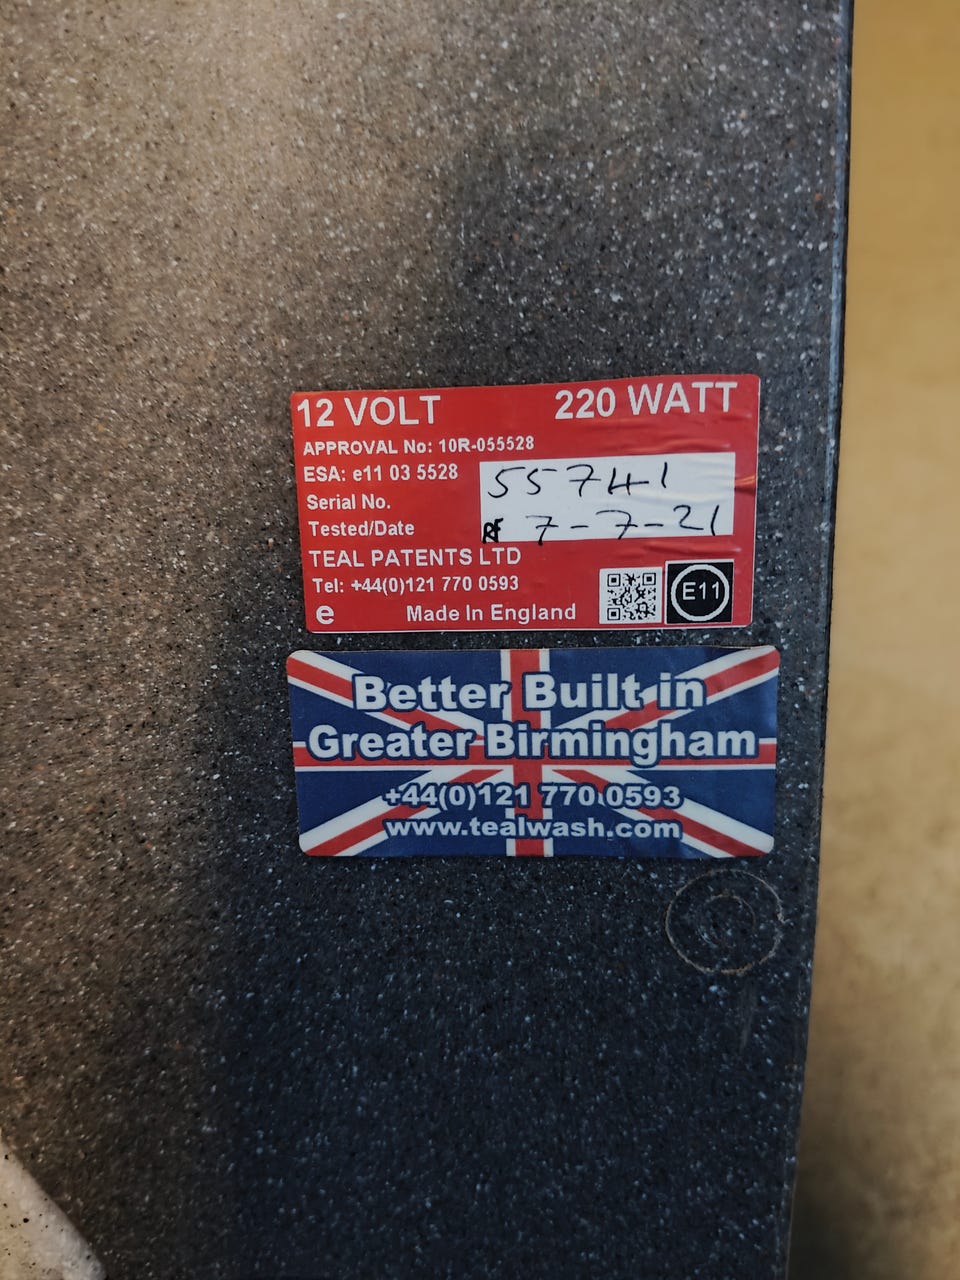 12 VOLT 220 WATT
APPROVAL No: 10R-055528
ESA: e11 03 5528
Serial No. 55741
Tested/Date RF 7-7-21
TEAL PATENTS LTD
Tel: +44(0)121 770 0593
e Made In England
E11
Better Built in
Greater Birmingham
+44(0)121 770 0593
www.tealwash.com